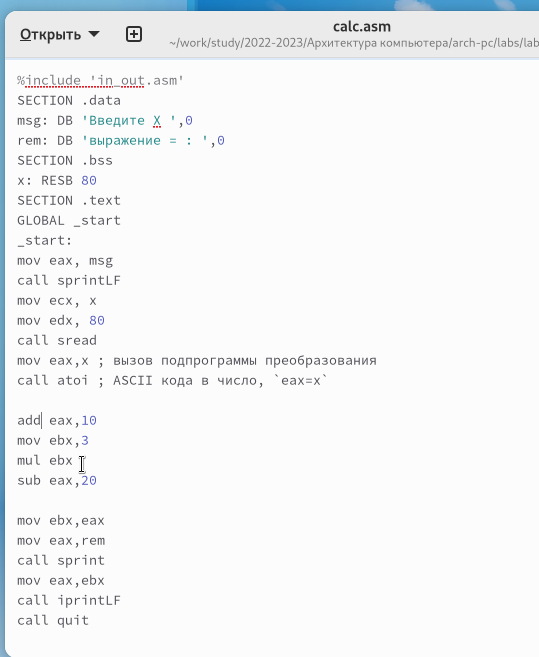 Открыть
calc.asm
~/work/study/2022-2023/Архитектура компьютера/arch-pc/labs/lab
%include 'in_out.asm'
SECTION .data
msg: DB 'Введите X ',0
rem: DB 'выражение = : ',0
SECTION .bss
x: RESB 80
SECTION .text
GLOBAL _start
_start:
mov eax, msg
call sprintLF
mov ecx, x
mov edx, 80
call sread
mov eax,x ; вызов подпрограммы преобразования
call atoi ; ASCII кода в число, `eax=x`
add eax,10
mov ebx,3
mul ebx
sub eax,20
mov ebx,eax
mov eax,rem
call sprint
mov eax,ebx
call iprintLF
call quit